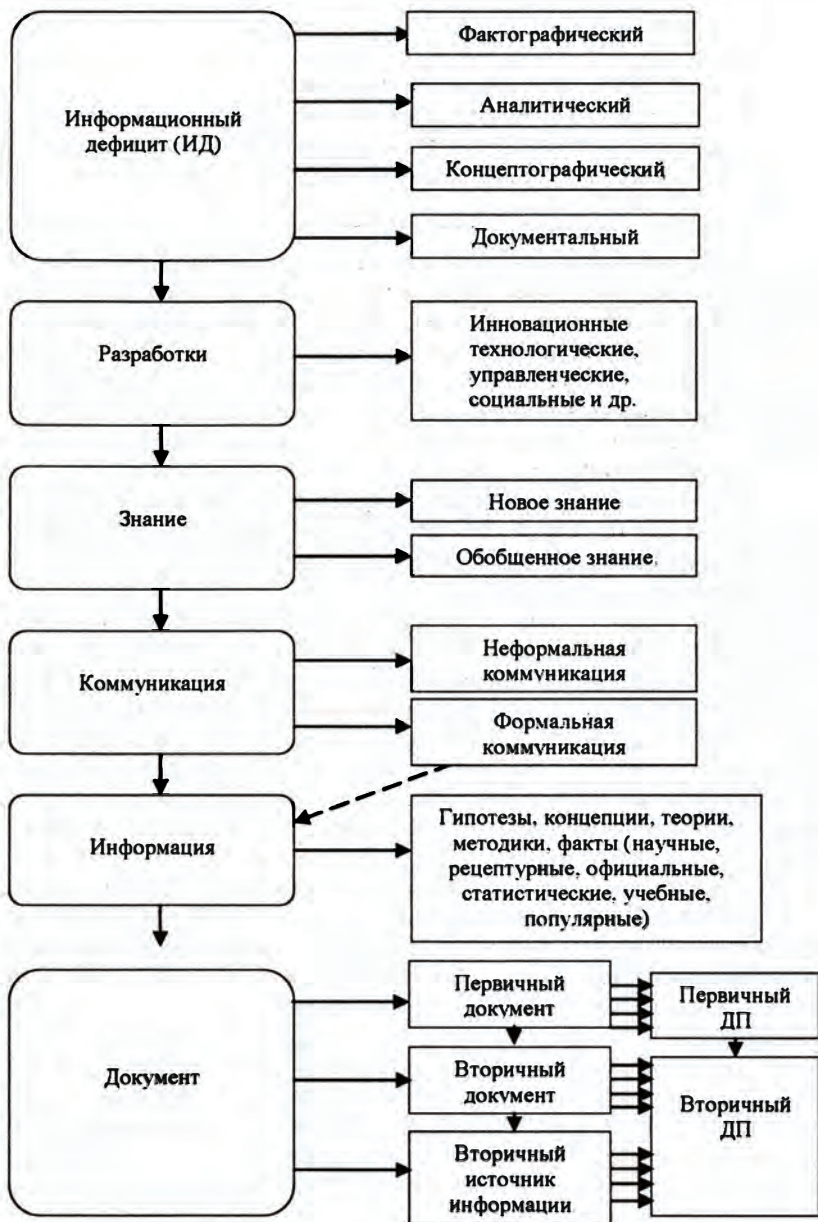 Информационный
дефицит (ИД)
Фактографический
Аналитический
Концептографический
Документальный
Разработки
Инновационные
технологические,
управленческие,
социальные и др.
Знание
Новое знание
Обобщенное знание
Коммуникация
Неформальная
коммуникация
Формальная
коммуникация
Информация
Гипотезы, концепции, теории,
методики, факты (научные,
рецептурные, официальные,
статистические, учебные,
популярные)
Документ
Первичный
документ
Первичный
ДП
Вторичный
документ
Вторичный
ДП
Вторичный
источник
информации